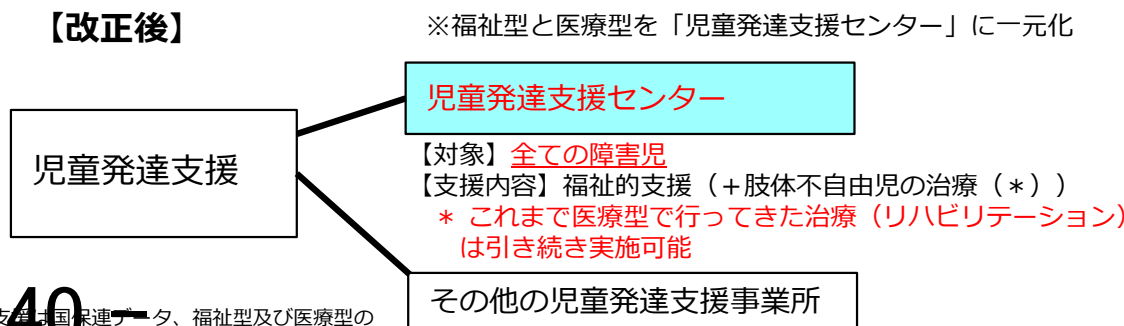 【改正後】
※福祉型と医療型を「児童発達支援センター」に一元化
児童発達支援センター
児童発達支援
【対象】全ての障害児
【支援内容】福祉的支援（+肢体不自由児の治療（*））
* これまで医療型で行ってきた治療（リハビリテーション）
は引き続き実施可能
その他の児童発達支援事業所
40
国保連データ、福祉型及び医療型の